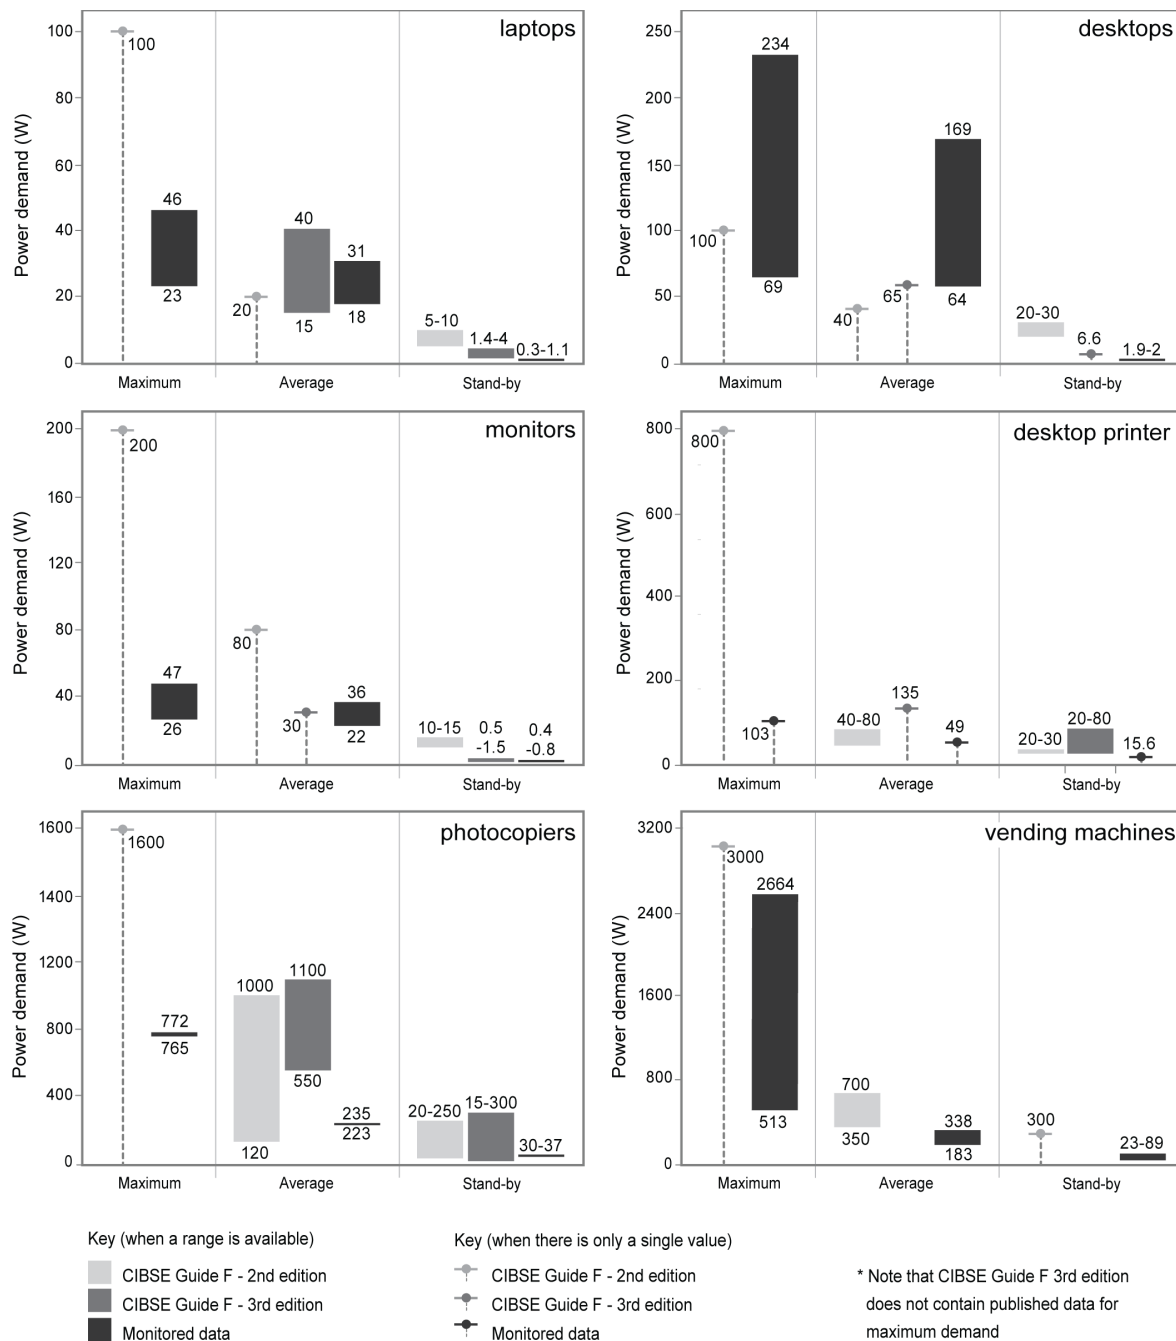 laptops
Power demand (W)
100
80
60
40
20
0
100
46
23
20
40
15
31
18
5-10
1.4-4
0.3-1.1
Maximum
Average
Stand-by
desktops
Power demand (W)
250
200
150
100
50
0
100
234
69
40
65
169
64
20-30
6.6
1.9-2
Maximum
Average
Stand-by
monitors
Power demand (W)
200
160
120
80
40
0
200
47
26
80
30
36
22
10-15
0.5
-1.5
0.4
-0.8
Maximum
Average
Stand-by
desktop printer
Power demand (W)
800
600
400
200
0
800
103
40-80
135
49
20-30
20-80
15.6
Maximum
Average
Stand-by
photocopiers
Power demand (W)
1600
1400
1200
800
400
0
1600
772
765
1000
120
1100
550
235
223
20-250
15-300
30-37
Maximum
Average
Stand-by
vending machines
Power demand (W)
3200
2400
1600
800
0
3000
2664
513
700
350
338
183
300
23-89
Maximum
Average
Stand-by
Key (when a range is available)
CIBSE Guide F - 2nd edition
CIBSE Guide F - 3rd edition
Monitored data
Key (when there is only a single value)
CIBSE Guide F - 2nd edition
CIBSE Guide F - 3rd edition
Monitored data
* Note that CIBSE Guide F 3rd edition
does not contain published data for
maximum demand